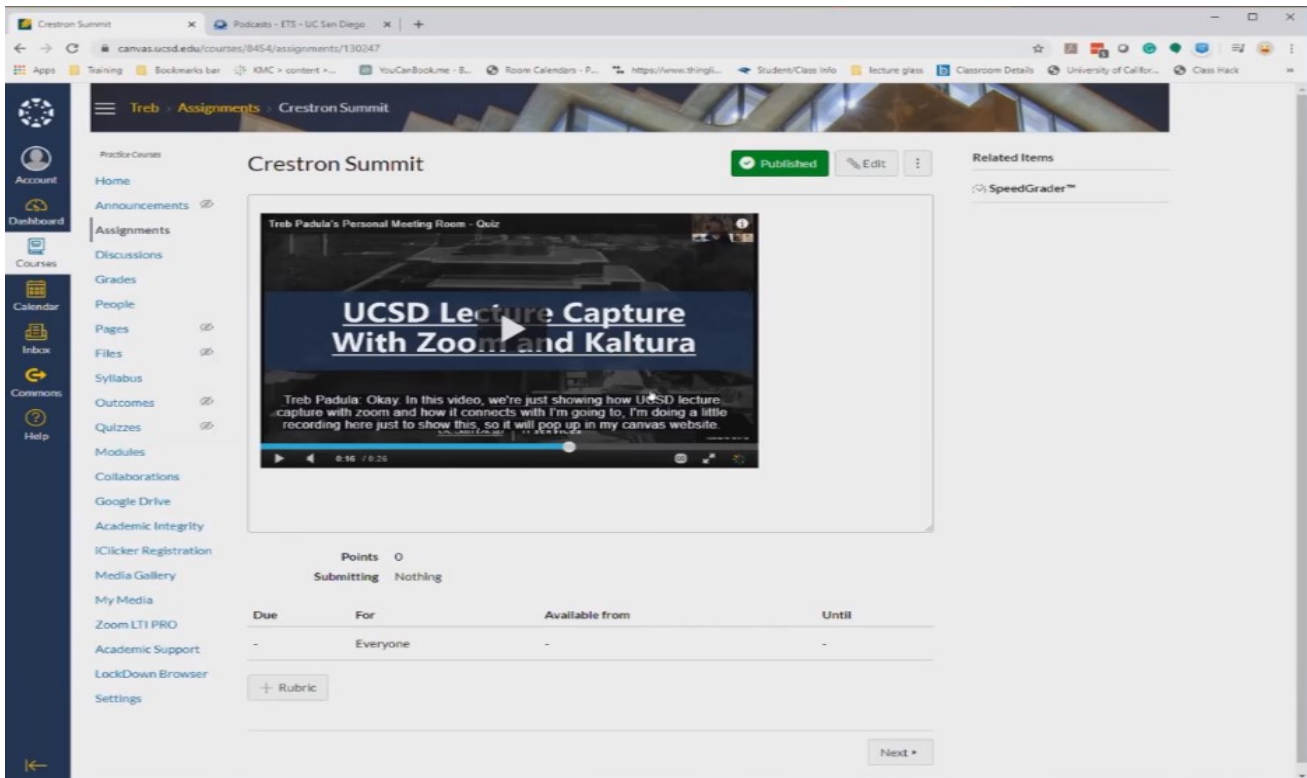 Crestron Summit
Podcasts - ETS - UC San Diego
canvas.ucsd.edu/courses/8454/assignments/130247
Apps Training Bookmarks bar KMC > content >... YouCanBook.me - B... Room Calendars - P... https://www.thingli... Student/Class Info lecture glass Classroom Details University of Califor... Class Hack
Treb > Assignments > Crestron Summit
Account
Dashboard
Courses
Calendar
Inbox
Commons
Help
Practice Courses
Home
Announcements
Assignments
Discussions
Grades
People
Pages
Files
Syllabus
Outcomes
Quizzes
Modules
Collaborations
Google Drive
Academic Integrity
iClicker Registration
Media Gallery
My Media
Zoom LTI PRO
Academic Support
LockDown Browser
Settings
Crestron Summit
Published
Edit
Treb Padula's Personal Meeting Room - Quiz
UCSD Lecture Capture
With Zoom and Kaltura
Treb Padula: Okay. In this video, we're just showing how UCSD lecture
capture with zoom and how it connects with I'm going to, I'm doing a little
recording here just to show this, so it will pop up in my canvas website.
0:16 / 0:26
Points 0
Submitting Nothing
Due For Available from Until
- Everyone - -
+ Rubric
Next
Related Items
SpeedGrader™